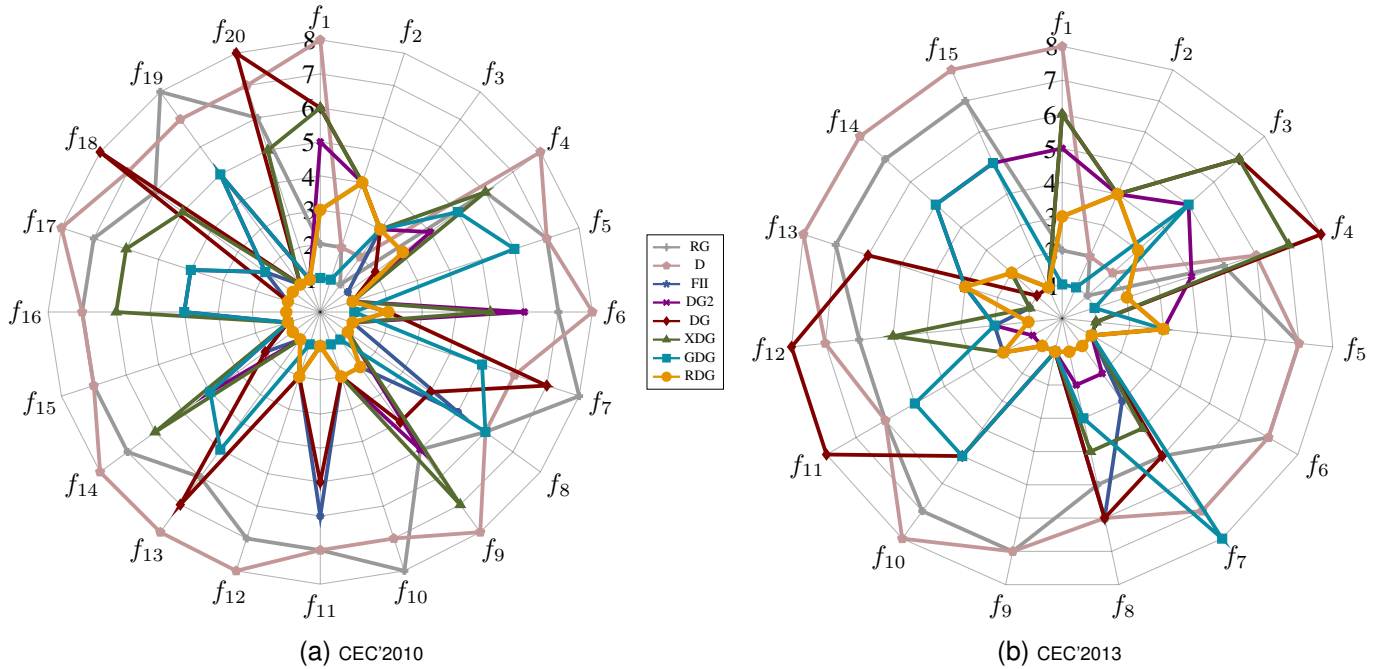 f1
f2
f3
f4
f5
f6
f7
f8
f9
f10
f11
f12
f13
f14
f15
f16
f17
f18
f19
f20
8
7
6
5
4
3
2
1
RG
D
FII
DG2
DG
XDG
GDG
RDG
f1
f2
f3
f4
f5
f6
f7
f8
f9
f10
f11
f12
f13
f14
f15
8
7
6
5
4
3
2
1
(a) CEC'2010
(b) CEC'2013